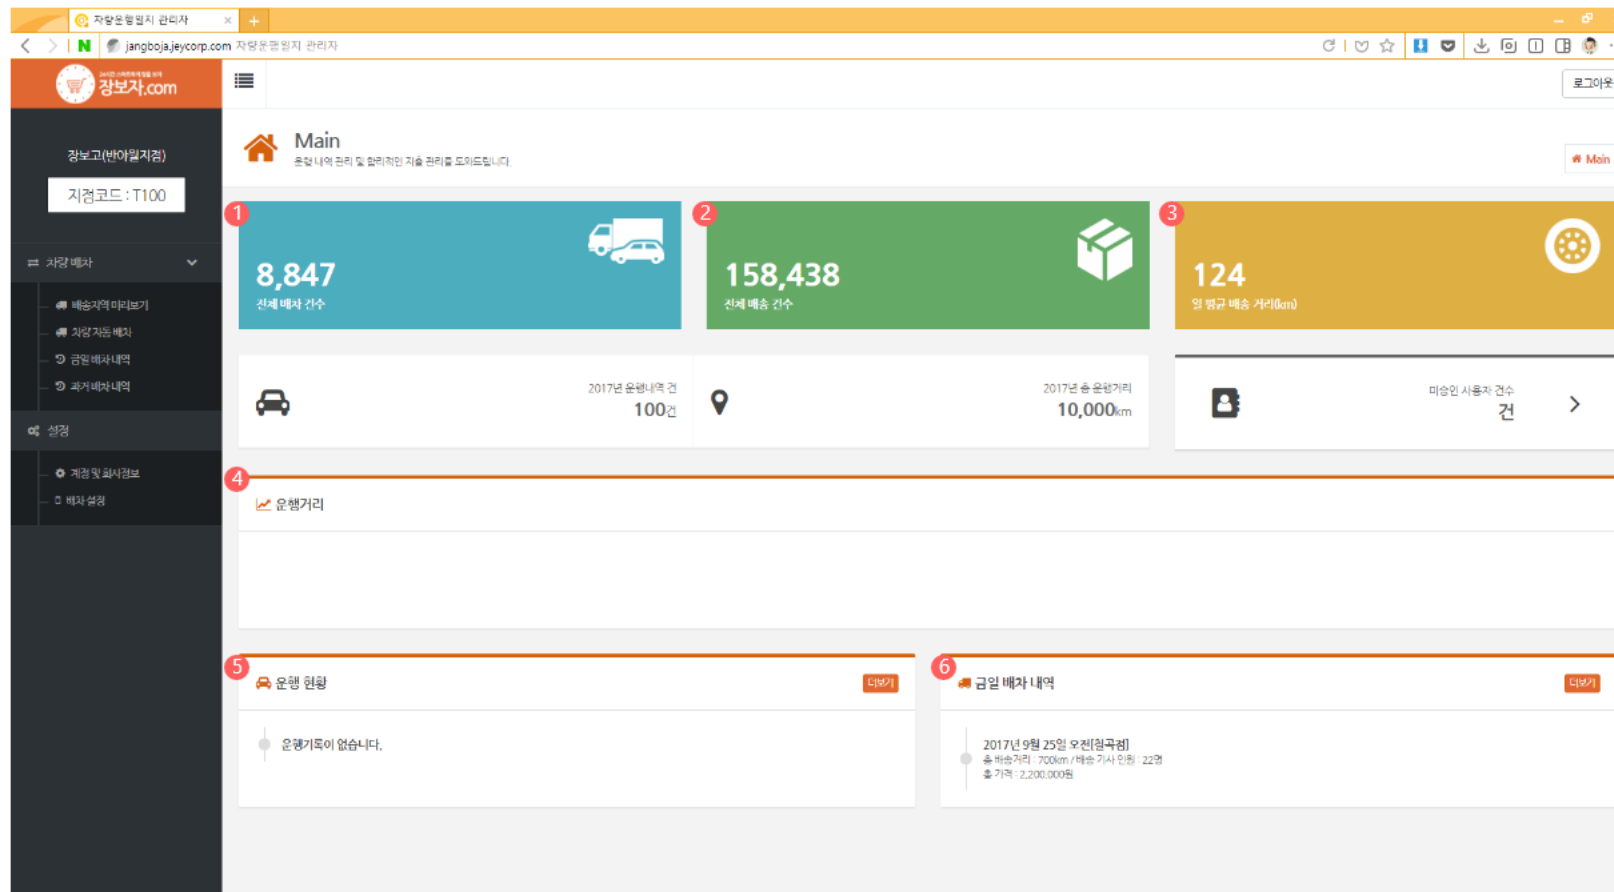 차량운행일지 관리자
jangboja.jeycorp.com 차량운행일지 관리자
장보자.com
로그아웃
장보고(반야월지점)
지점코드 : T100
Main
운행 내역 관리 및 합리적인 지출 관리를 도와드립니다.
Main
차량 배차
배송지역 미리보기
차량 자동 배차
금일 배차 내역
과거 배차 내역
설정
계정 및 회사정보
배차 설정
1
8,847
전체 배차 건수
2
158,438
전체 배송 건수
3
124
일 평균 배송 거리(km)
2017년 운행내역 건
100건
2017년 총 운행거리
10,000km
미승인 사용자 건수
건
4
운행거리
5
운행 현황
더보기
운행기록이 없습니다.
6
금일 배차 내역
더보기
2017년 9월 25일 오전[칠곡점]
총 배송거리 : 700km / 배송 기사 인원 : 22명
총 가격 : 2,200,000원